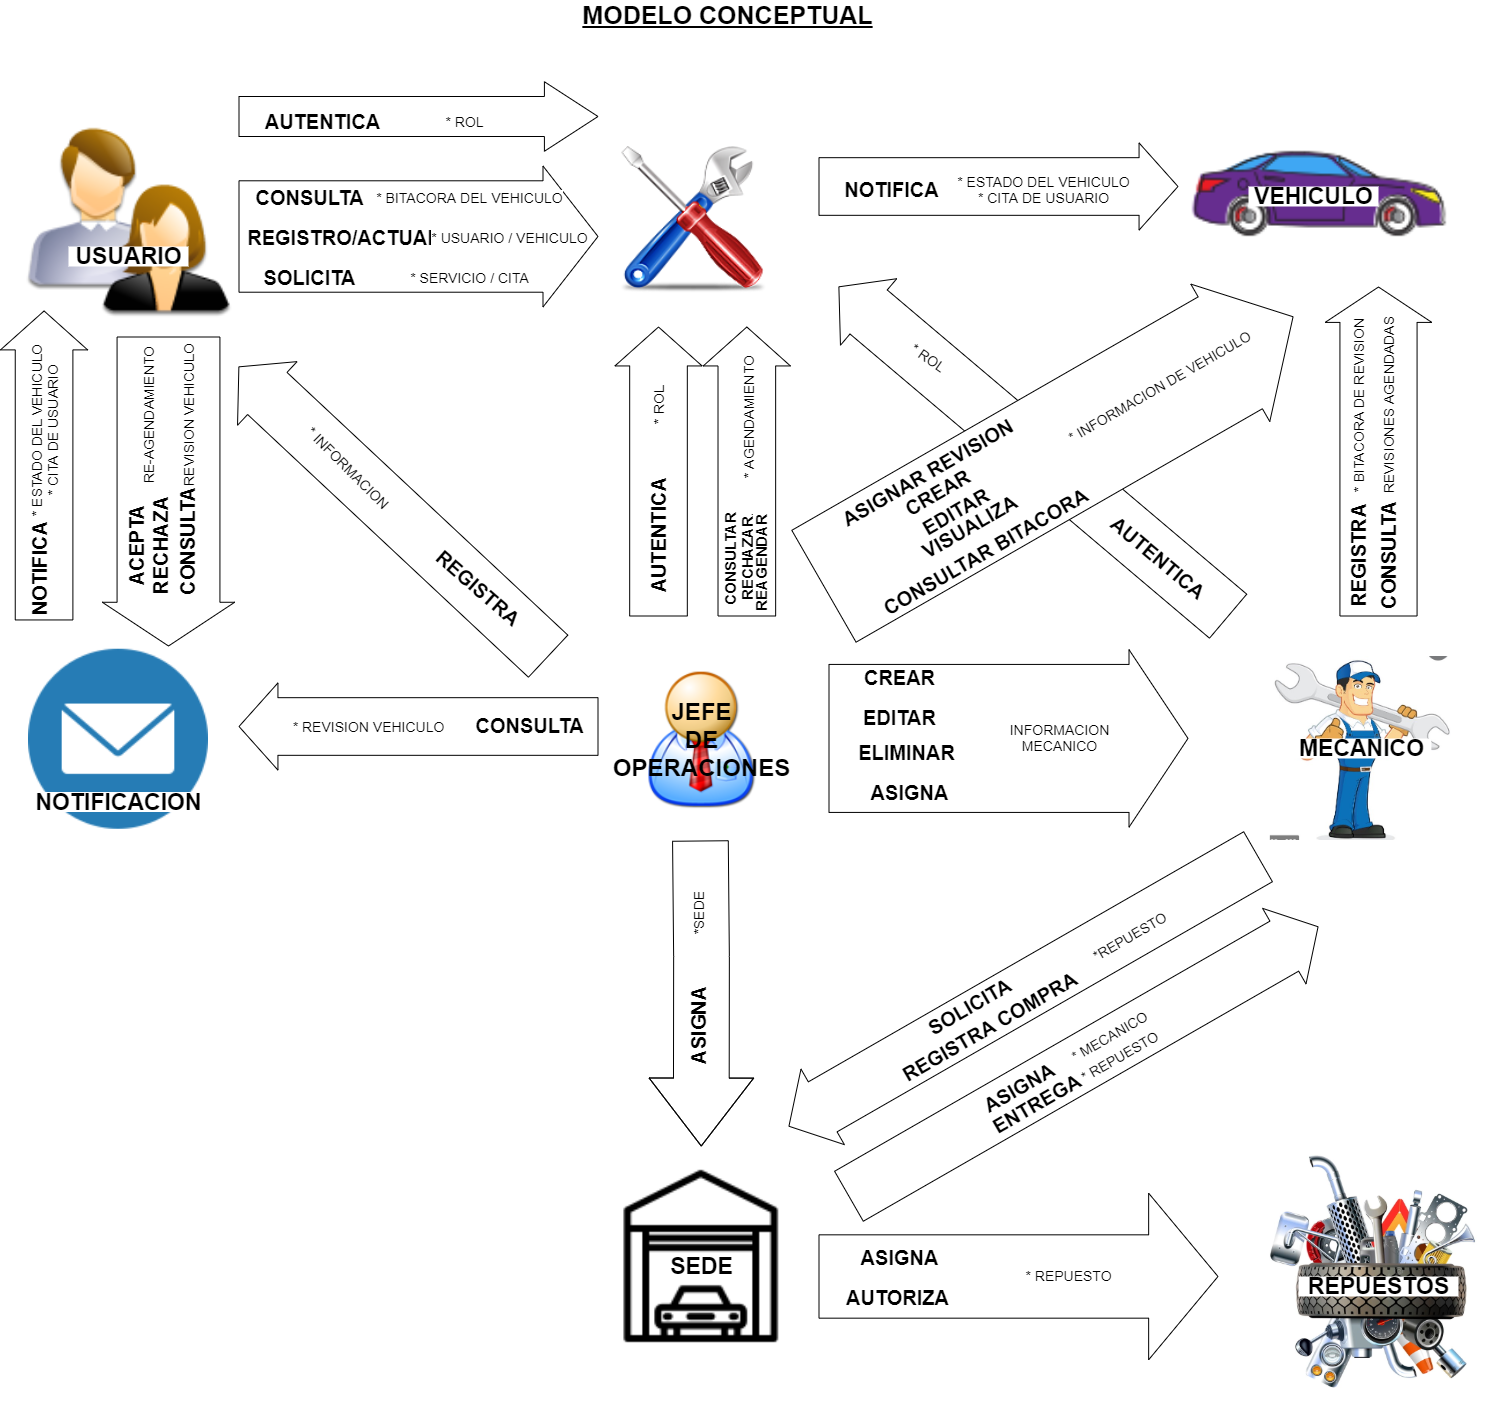 MODELO CONCEPTUAL
AUTENTICA
* ROL
CONSULTA
* BITACORA DEL VEHICULO
REGISTRO/ACTUA
* USUARIO / VEHICULO
SOLICITA
* SERVICIO / CITA
USUARIO
NOTIFICA
* ESTADO DEL VEHICULO
* CITA DE USUARIO
VEHICULO
NOTIFICA
* ESTADO DEL VEHICULO
* CITA DE USUARIO
ACEPTA
RECHAZA
RE-AGENDAMIENTO
CONSULTA
REVISION VEHICULO
REGISTRA
* INFORMACION
AUTENTICA
* ROL
CONSULTAR
RECHAZAR
REAGENDAR
* AGENDAMIENTO
* ROL
AUTENTICA
ASIGNAR REVISION
CREAR
EDITAR
VISUALIZA
CONSULTAR BITACORA
* INFORMACION DE VEHICULO
REGISTRA
* BITACORA DE REVISION
CONSULTA
REVISIONES AGENDADAS
NOTIFICACION
* REVISION VEHICULO
CONSULTA
JEFE
DE
OPERACIONES
CREAR
EDITAR
ELIMINAR
ASIGNA
INFORMACION
MECANICO
MECANICO
ASIGNA
*SEDE
SOLICITA
REGISTRA COMPRA
*REPUESTO
ASIGNA
* MECANICO
ENTREGA
* REPUESTO
SEDE
ASIGNA
AUTORIZA
* REPUESTO
REPUESTOS